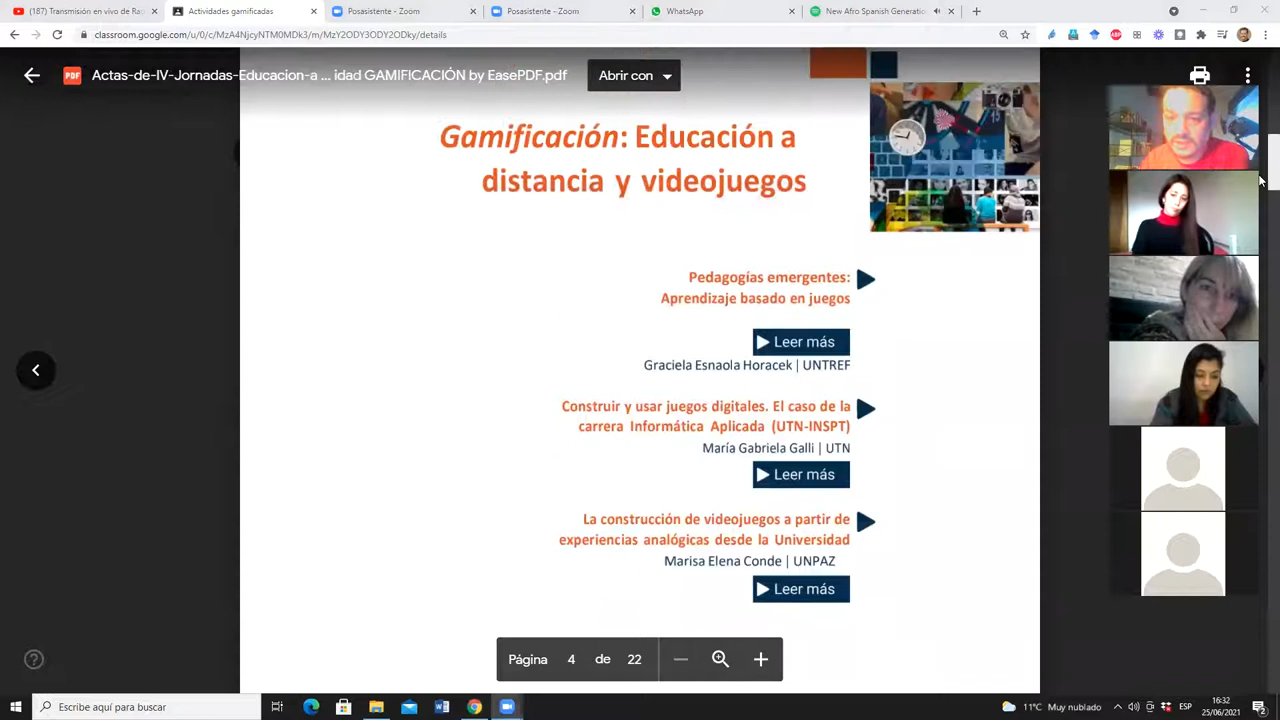 (187) Transmisión en vivo de Ra
Actividades gamificadas
Posasistente - Zoom
Posasistente - Zoom
WhatsApp
New Afro Spanish Generatio
classroom.google.com/u/0/c/MzA4NjcyNTM0MDk3/m/MzY2ODY3ODY2ODky/details
PDF
Actas-de-IV-Jornadas-Educacion-a ... idad GAMIFICACIÓN by EasePDF.pdf
Abrir con
Gamificación: Educación a
distancia y videojuegos
Pedagogías emergentes:
Aprendizaje basado en juegos
Leer más
Graciela Esnaola Horacek | UNTREF
Construir y usar juegos digitales. El caso de la
carrera Informática Aplicada (UTN-INSPT)
María Gabriela Galli | UTN
Leer más
La construcción de videojuegos a partir de
experiencias analógicas desde la Universidad
Marisa Elena Conde | UNPAZ
Leer más
Página 4 de 22
Escribe aquí para buscar
11°C Muy nublado
ESP
16:32
25/06/2021
2